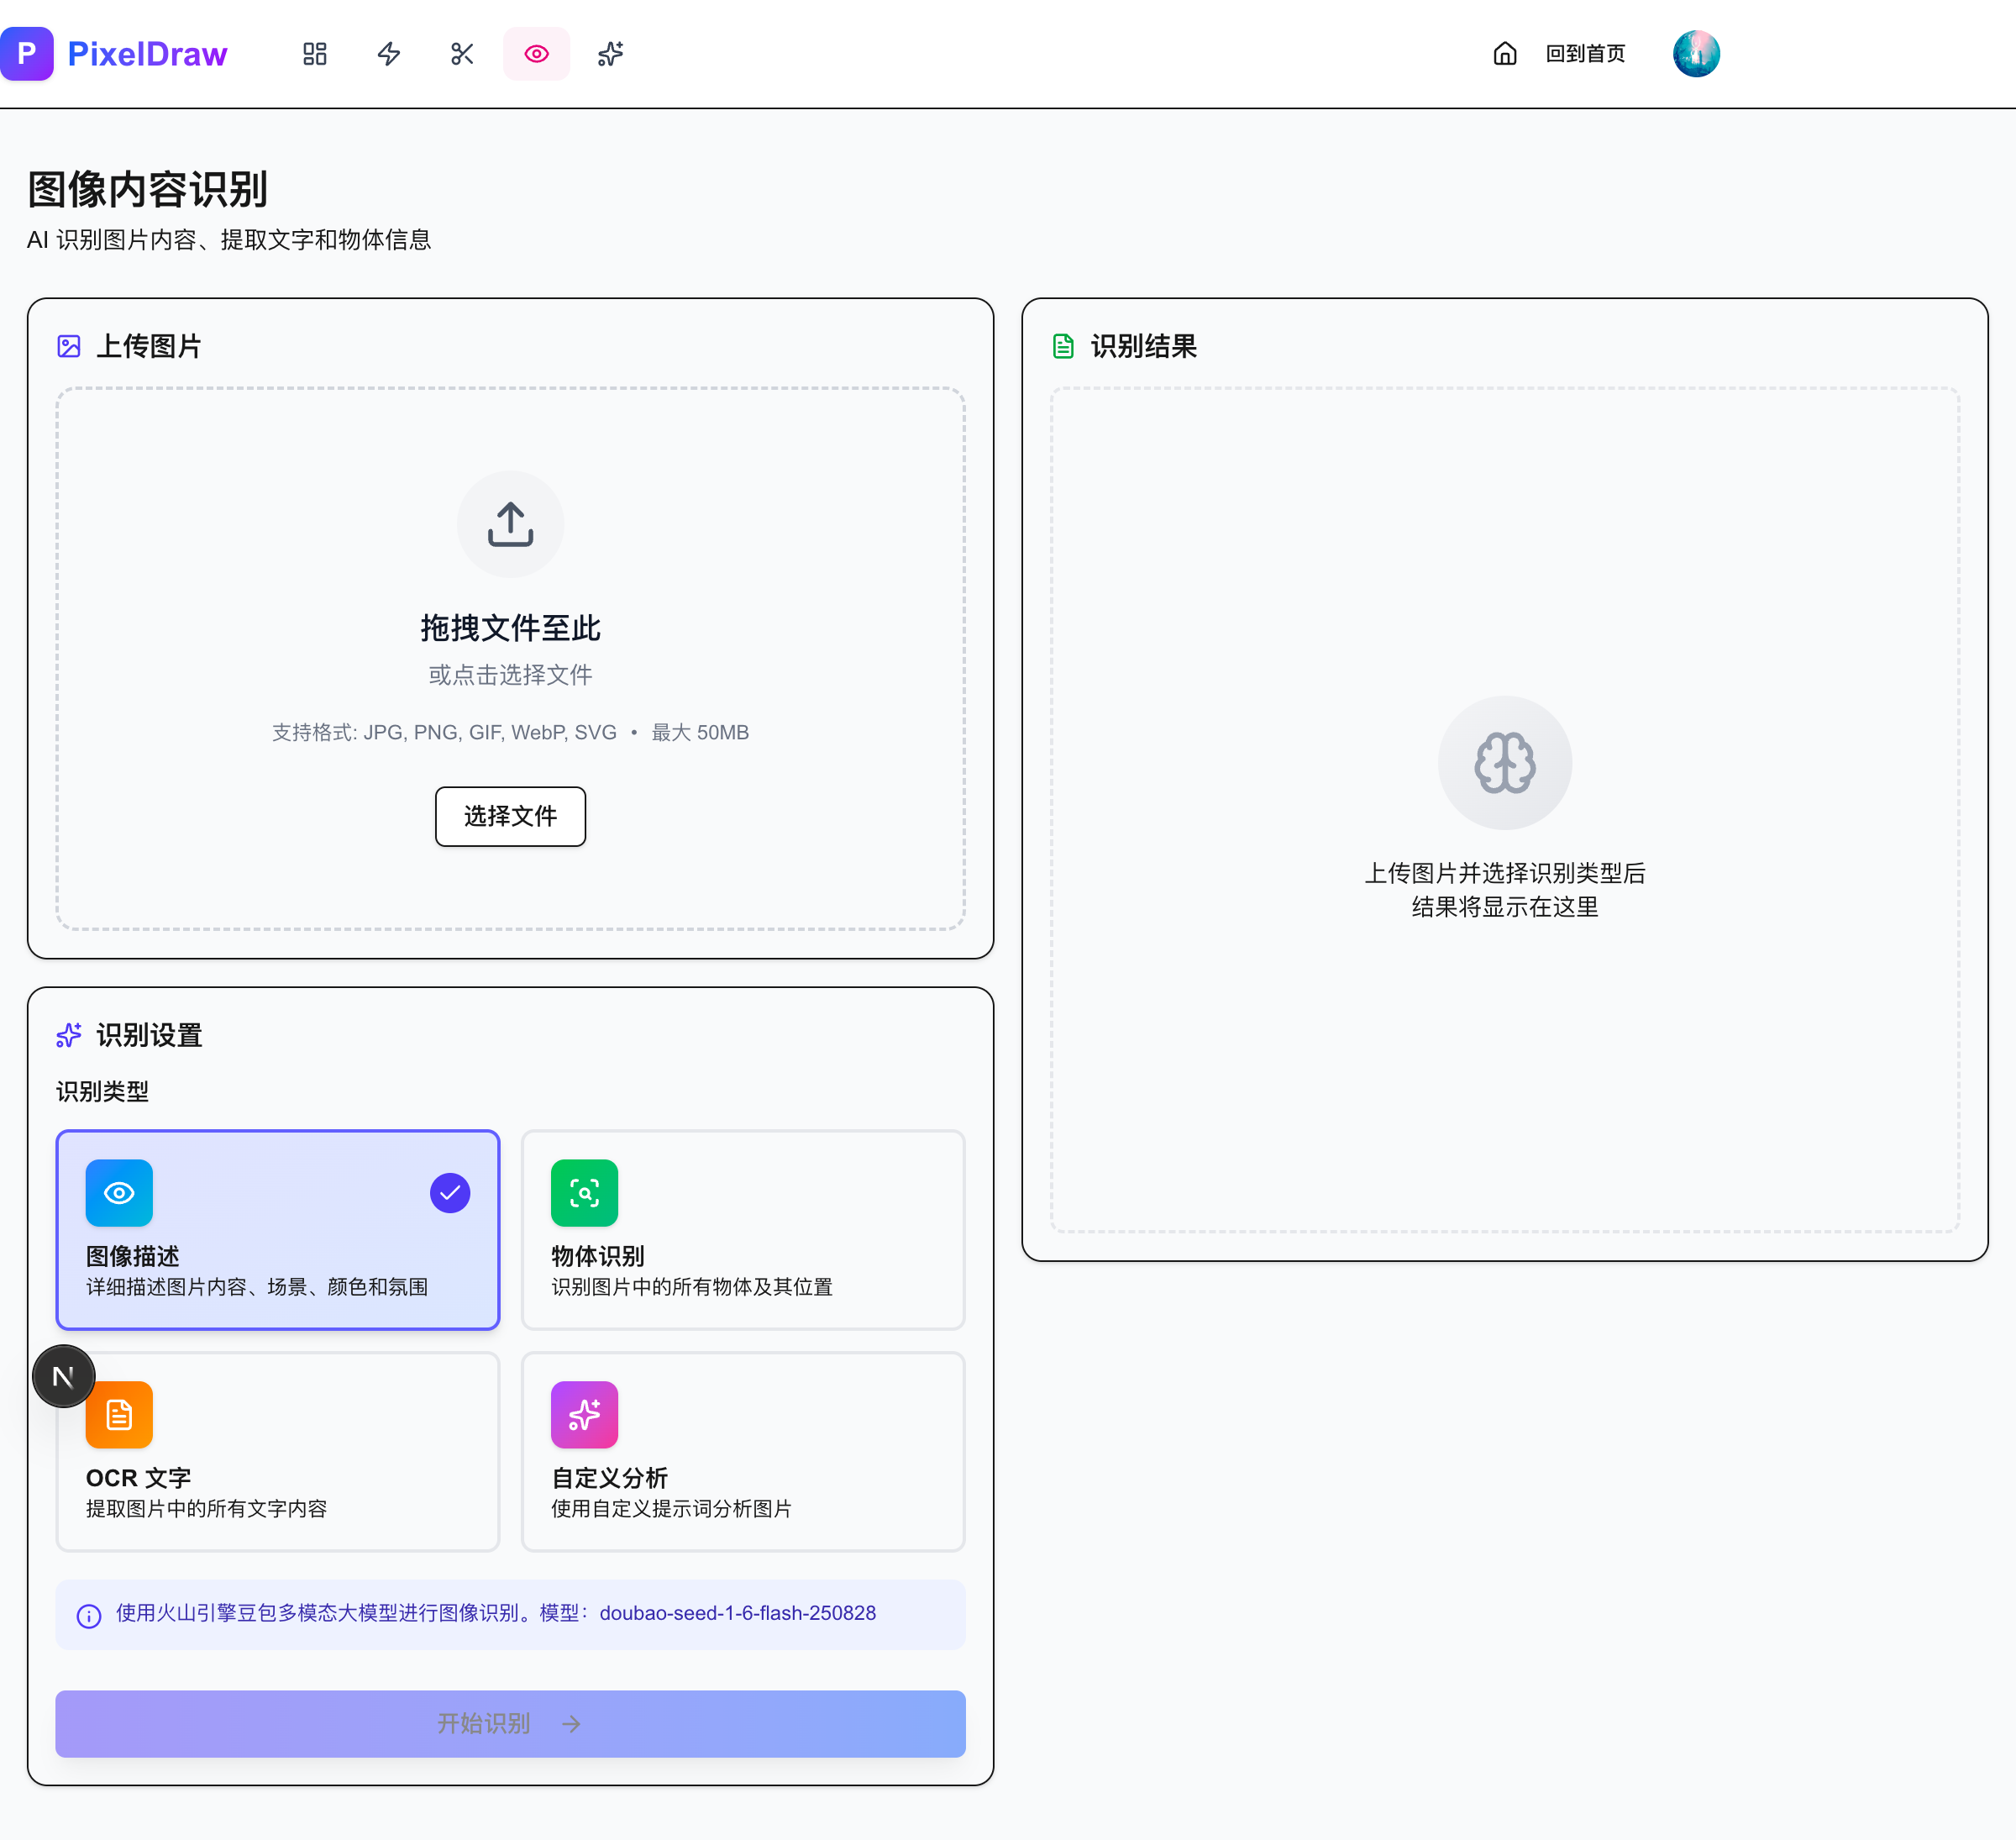 P PixelDraw
回到首页
图像内容识别
AI 识别图片内容、提取文字和物体信息
上传图片
拖拽文件至此
或点击选择文件
支持格式: JPG, PNG, GIF, WebP, SVG • 最大 50MB
选择文件
识别结果
上传图片并选择识别类型后
结果将显示在这里
识别设置
识别类型
图像描述
详细描述图片内容、场景、颜色和氛围
物体识别
识别图片中的所有物体及其位置
N
OCR 文字
提取图片中的所有文字内容
自定义分析
使用自定义提示词分析图片
使用火山引擎豆包多模态大模型进行图像识别。模型：doubao-seed-1-6-flash-250828
开始识别